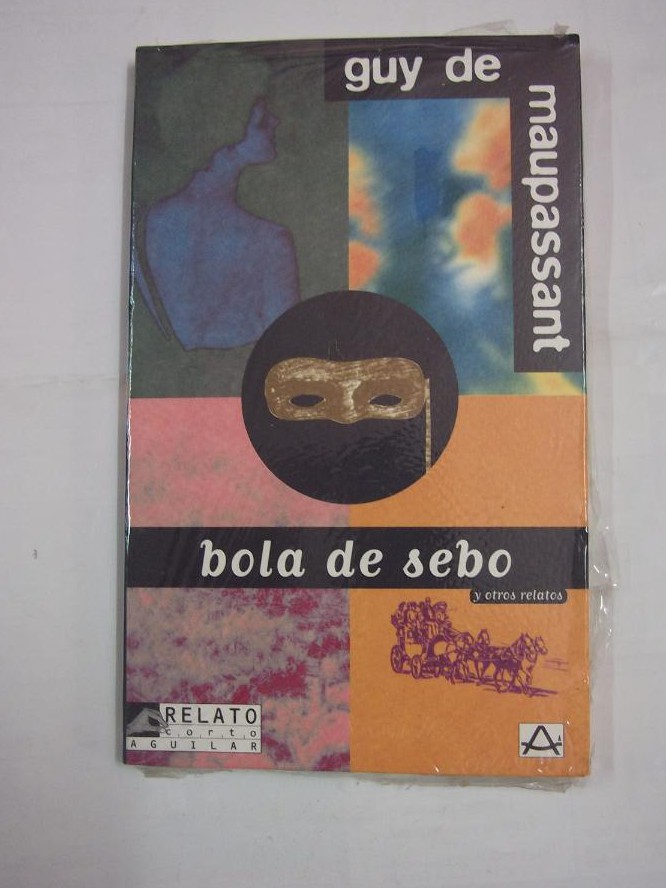 guy de
maupassant
bola de sebo
y otros relatos
RELATO
corto
AGUILAR
A